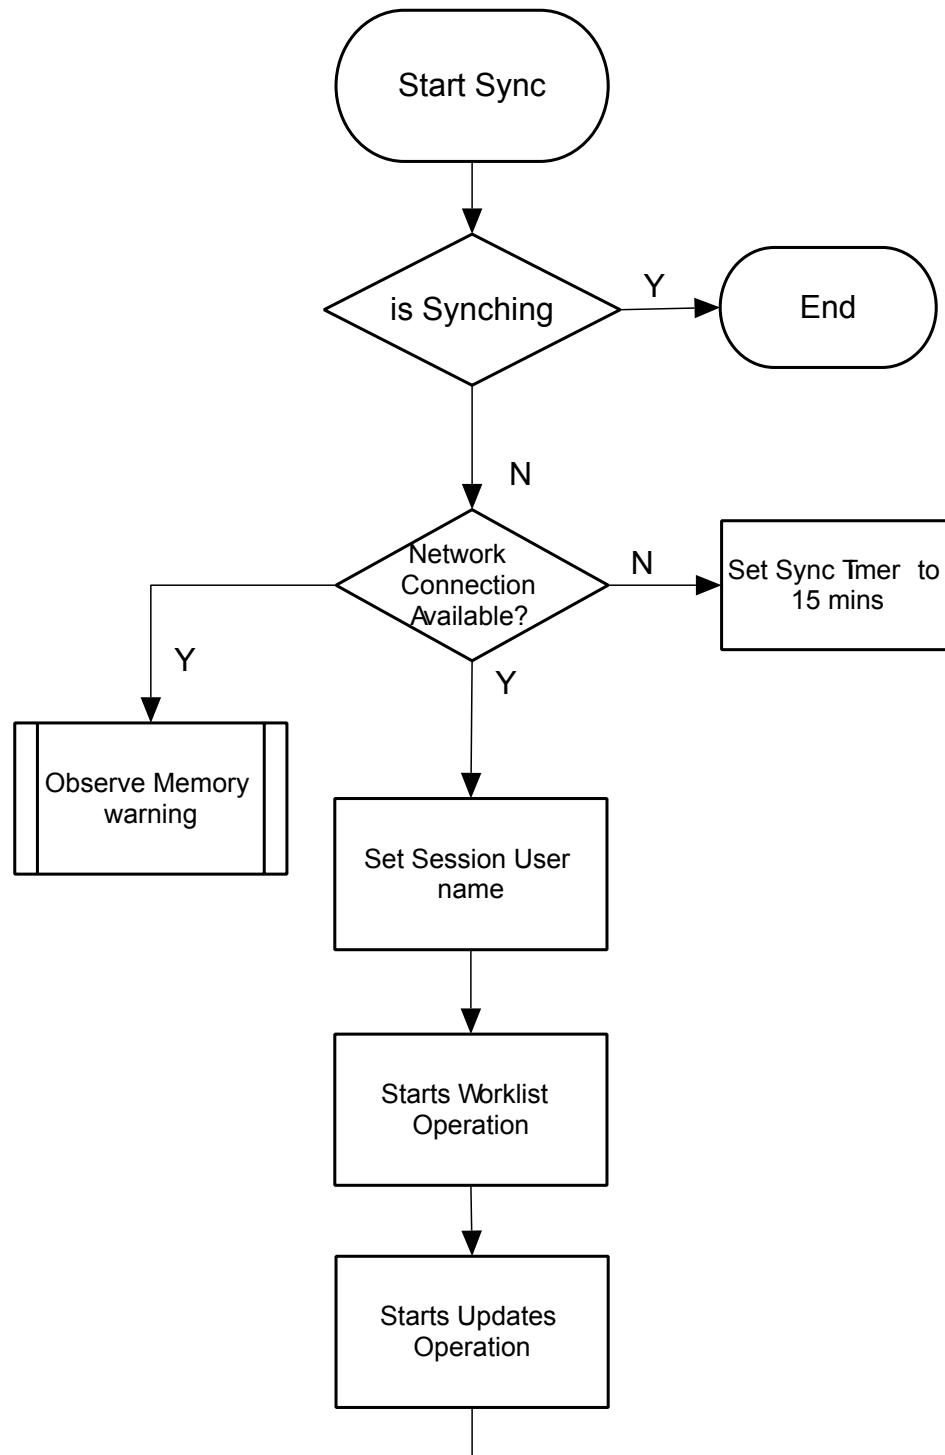 Start Sync
is Synching
Y
End
N
Network
Connection
Available?
N
Set Sync Timer to
15 mins
Y
Y
Observe Memory
warning
Set Session User
name
Starts Worklist
Operation
Starts Updates
Operation